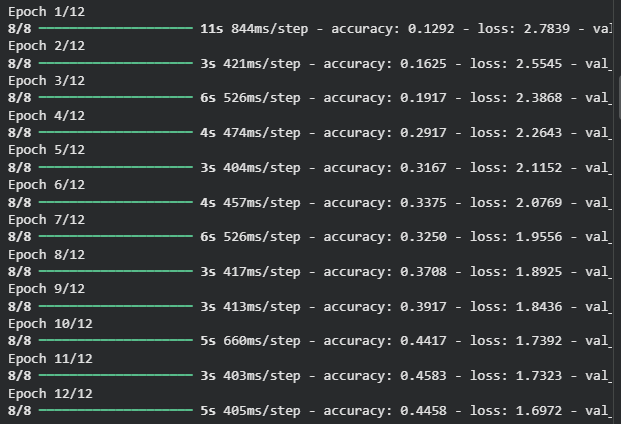 Epoch 1/12
8/8 ━━━━━━━━━━━━━━━━━━━━ 11s 844ms/step - accuracy: 0.1292 - loss: 2.7839 - val_
Epoch 2/12
8/8 ━━━━━━━━━━━━━━━━━━━━ 3s 421ms/step - accuracy: 0.1625 - loss: 2.5545 - val_
Epoch 3/12
8/8 ━━━━━━━━━━━━━━━━━━━━ 6s 526ms/step - accuracy: 0.1917 - loss: 2.3868 - val_
Epoch 4/12
8/8 ━━━━━━━━━━━━━━━━━━━━ 4s 474ms/step - accuracy: 0.2917 - loss: 2.2643 - val_
Epoch 5/12
8/8 ━━━━━━━━━━━━━━━━━━━━ 3s 404ms/step - accuracy: 0.3167 - loss: 2.1152 - val_
Epoch 6/12
8/8 ━━━━━━━━━━━━━━━━━━━━ 4s 457ms/step - accuracy: 0.3375 - loss: 2.0769 - val_
Epoch 7/12
8/8 ━━━━━━━━━━━━━━━━━━━━ 6s 526ms/step - accuracy: 0.3250 - loss: 1.9556 - val_
Epoch 8/12
8/8 ━━━━━━━━━━━━━━━━━━━━ 3s 417ms/step - accuracy: 0.3708 - loss: 1.8925 - val_
Epoch 9/12
8/8 ━━━━━━━━━━━━━━━━━━━━ 3s 413ms/step - accuracy: 0.3917 - loss: 1.8436 - val_
Epoch 10/12
8/8 ━━━━━━━━━━━━━━━━━━━━ 5s 660ms/step - accuracy: 0.4417 - loss: 1.7392 - val_
Epoch 11/12
8/8 ━━━━━━━━━━━━━━━━━━━━ 3s 403ms/step - accuracy: 0.4583 - loss: 1.7323 - val_
Epoch 12/12
8/8 ━━━━━━━━━━━━━━━━━━━━ 5s 405ms/step - accuracy: 0.4458 - loss: 1.6972 - val_